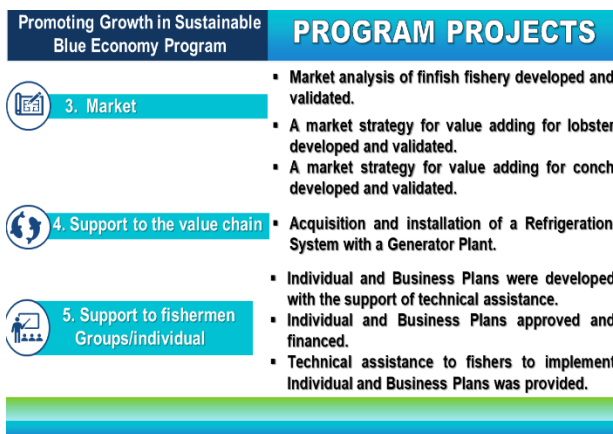 Promoting Growth in Sustainable
Blue Economy Program
PROGRAM PROJECTS
3. Market
▪ Market analysis of finfish fishery developed and
validated.
▪ A market strategy for value adding for lobster
developed and validated.
▪ A market strategy for value adding for conch
developed and validated.
4. Support to the value chain
▪ Acquisition and installation of a Refrigeration
System with a Generator Plant.
5. Support to fishermen
Groups/individual
▪ Individual and Business Plans were developed
with the support of technical assistance.
▪ Individual and Business Plans approved and
financed.
▪ Technical assistance to fishers to implement
Individual and Business Plans was provided.